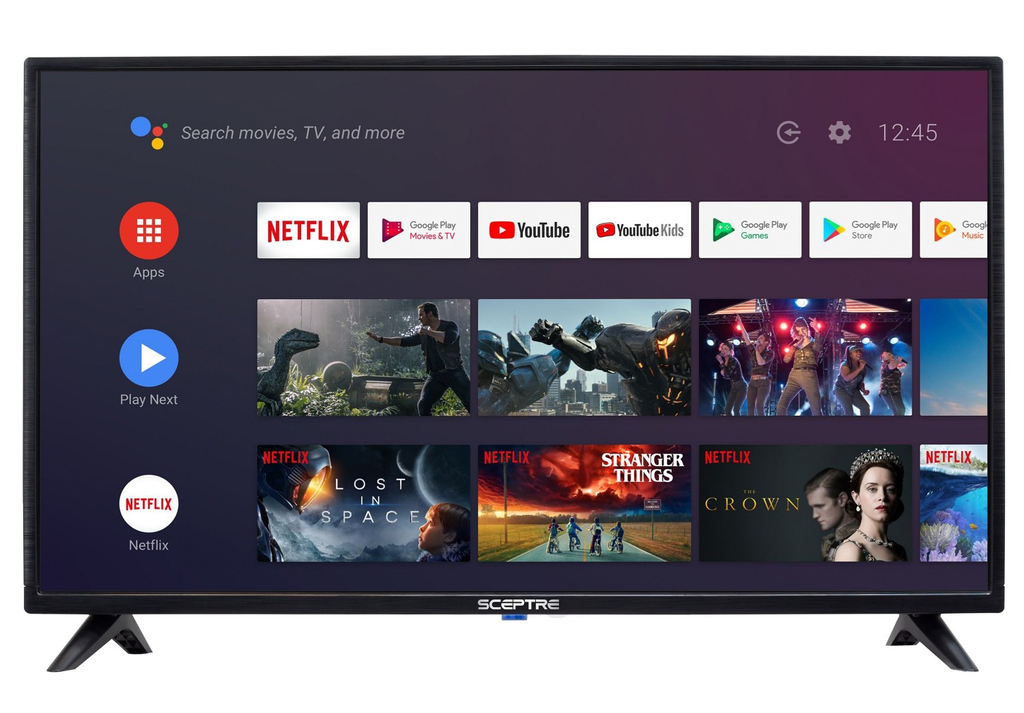 Search movies, TV, and more
12:45
Apps
NETFLIX
Google Play
Movies & TV
YouTube
YouTube Kids
Google Play
Games
Google Play
Store
Googl
Music
Play Next
NETFLIX
Netflix
NETFLIX
LOST
IN
SPACE
NETFLIX
STRANGER
THINGS
NETFLIX
THE
CROWN
NETFLIX
SCEPTRE